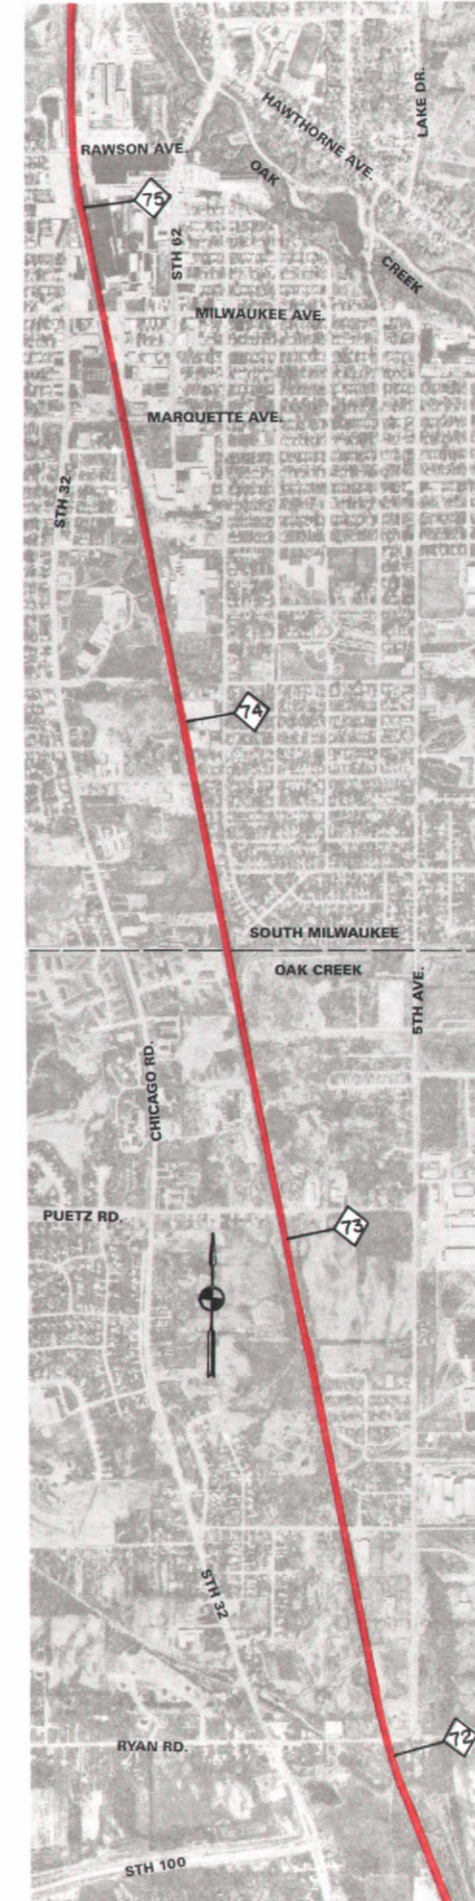 LAKE DR.
HAWTHORNE AVE.
RAWSON AVE.
OAK
75
STH 62
CREEK
MILWAUKEE AVE.
MARQUETTE AVE.
STH 32
74
SOUTH MILWAUKEE
OAK CREEK
5TH AVE.
CHICAGO RD.
PUETZ RD.
73
STH 32
72
RYAN RD.
STH 100